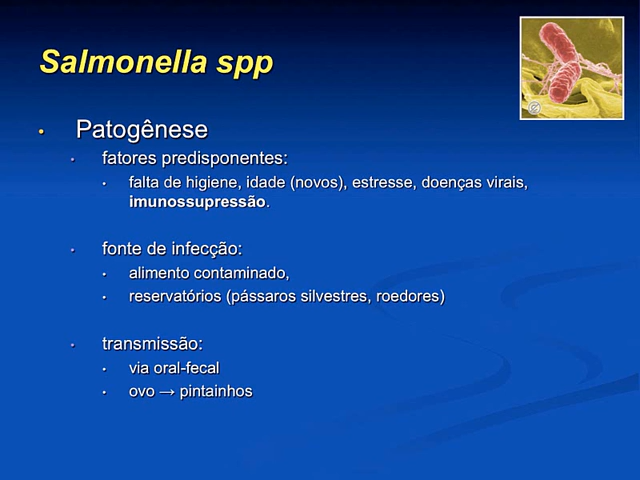 Salmonella spp
• Patogênese
• fatores predisponentes:
• falta de higiene, idade (novos), estresse, doenças virais,
imunossupressão.
• fonte de infecção:
• alimento contaminado,
• reservatórios (pássaros silvestres, roedores)
• transmissão:
• via oral-fecal
• ovo → pintainhos